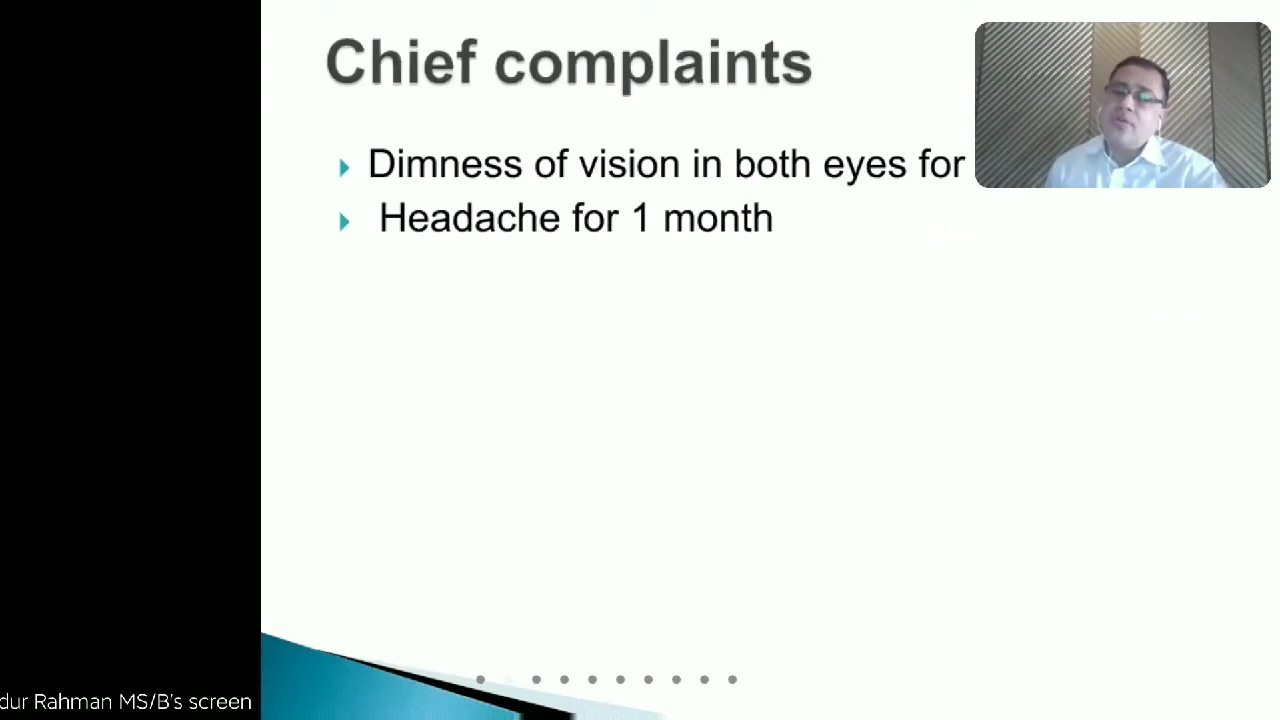 Chief complaints
Dimness of vision in both eyes for
Headache for 1 month
dur Rahman MS/B's screen